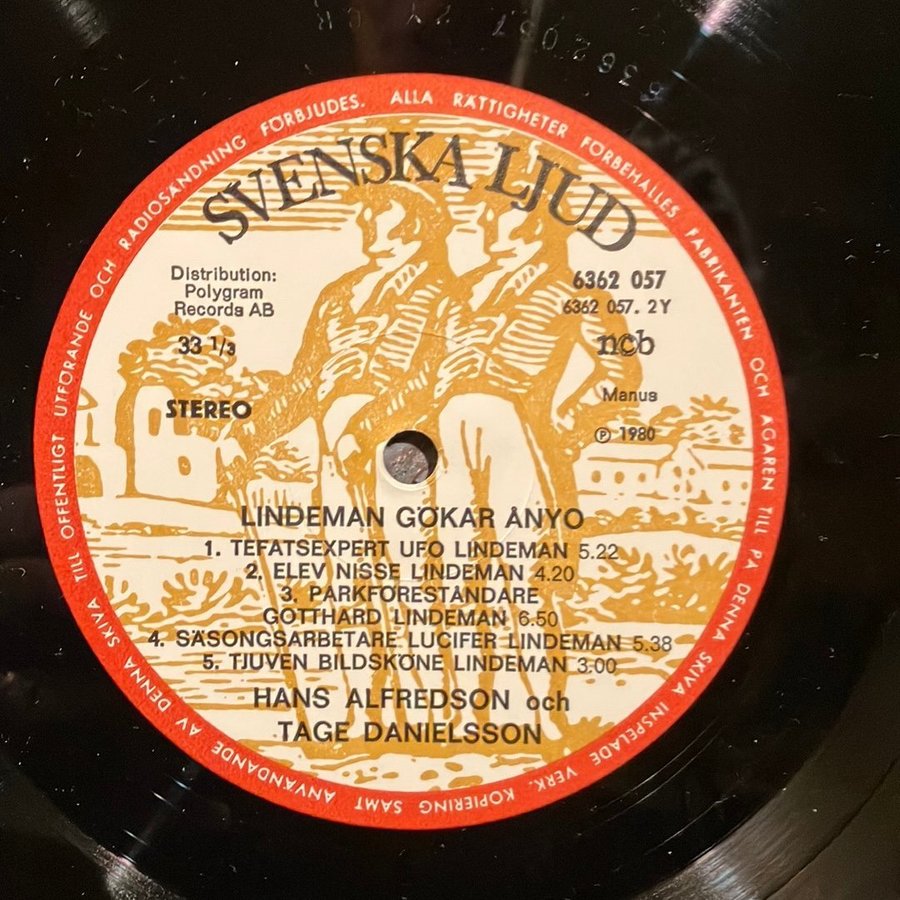 SVENSKA LJUD
Distribution:
Polygram
Records AB
33 1/3
STEREO
6362 057
6362 057. 2Y
ncb
Manus
℗ 1980
LINDEMAN GÖKAR ÅNYO
1. TEFATSEXPERT UFO LINDEMAN 5.22
2. ELEV NISSE LINDEMAN 4.20
3. PARKFÖRESTÅNDARE
GOTTHARD LINDEMAN 6.50
4. SÄSONGSARBETARE LUCIFER LINDEMAN 5.38
5. TJUVEN BILDSKÖNE LINDEMAN 3.00
HANS ALFREDSON och
TAGE DANIELSSON
ALLA RÄTTIGHETER FÖRBEHÅLLES FABRIKANTEN OCH ÄGAREN TILL PÅ DENNA SKIVA INSPELADE VERK. KOPIERING SAMT ANVÄNDANDE AV DENNA SKIVA TILL OFFENTLIGT UTFÖRANDE OCH RADIOSÄNDNING FÖRBJUDES.